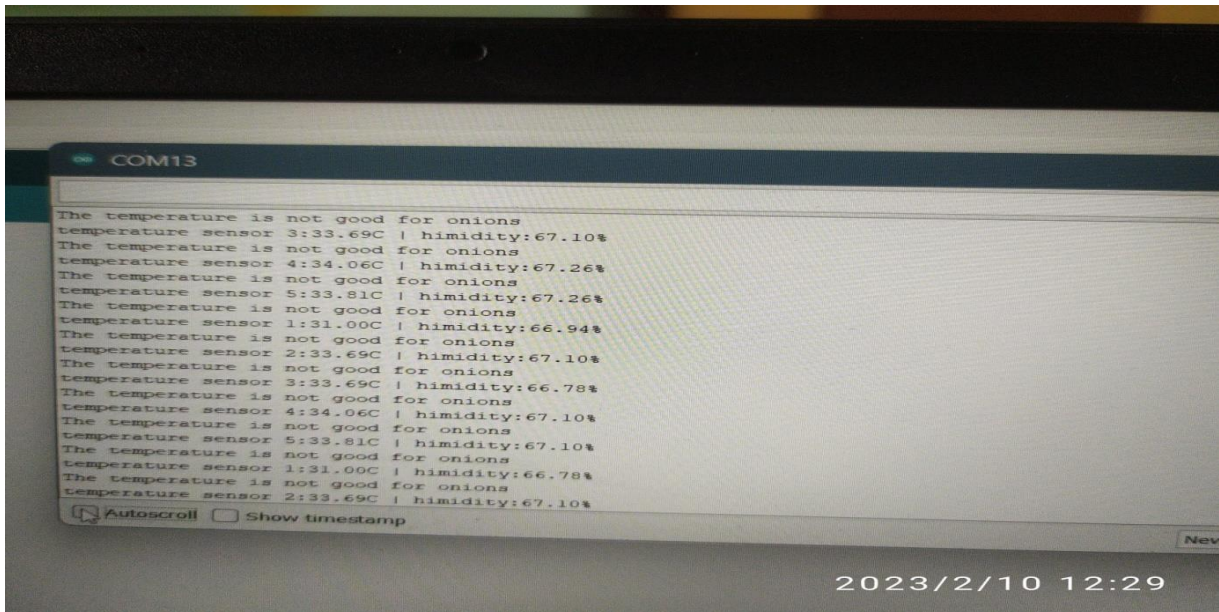 COM13
The temperature is not good for onions
temperature sensor 3:33.69C | himidity:67.10%
The temperature is not good for onions
temperature sensor 4:34.06C | himidity:67.26%
The temperature is not good for onions
temperature sensor 5:33.81C | himidity:67.26%
The temperature is not good for onions
temperature sensor 1:31.00C | himidity:66.94%
The temperature is not good for onions
temperature sensor 2:33.69C | himidity:67.10%
The temperature is not good for onions
temperature sensor 3:33.69C | himidity:66.78%
The temperature is not good for onions
temperature sensor 4:34.06C | himidity:67.10%
The temperature is not good for onions
temperature sensor 5:33.81C | himidity:67.10%
The temperature is not good for onions
temperature sensor 1:31.00C | himidity:66.78%
The temperature is not good for onions
temperature sensor 2:33.69C | himidity:67.10%
Autoscroll Show timestamp
2023/2/10 12:29